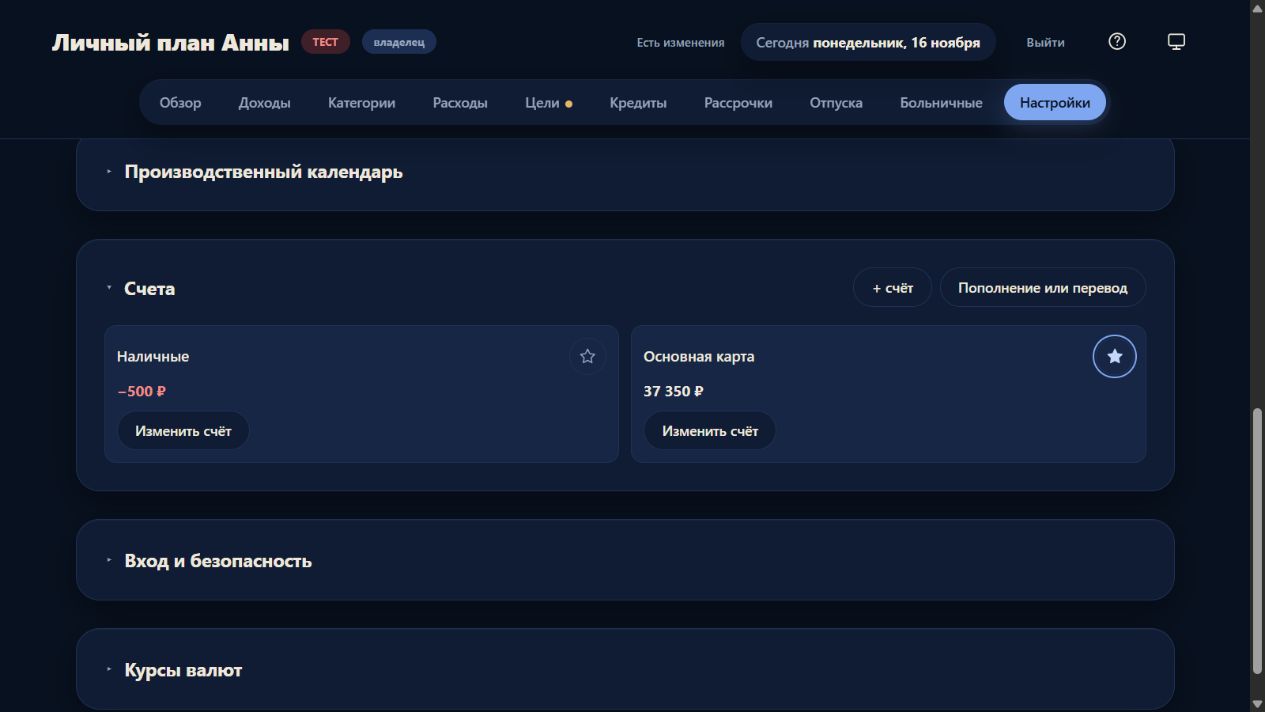 Личный план Анны ТЕСТ владелец Есть изменения Сегодня понедельник, 16 ноября Выйти
Обзор Доходы Категории Расходы Цели Кредиты Рассрочки Отпуска Больничные Настройки
Производственный календарь
Счета + счёт Пополнение или перевод
Наличные
−500 ₽
Изменить счёт
Основная карта
37 350 ₽
Изменить счёт
Вход и безопасность
Курсы валют